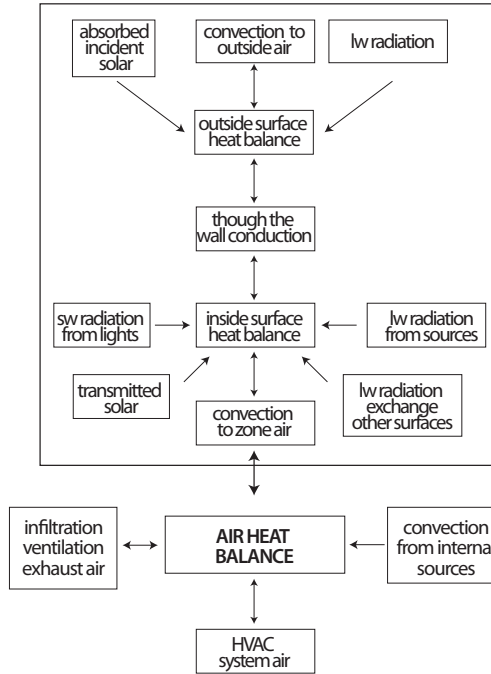 absorbed
incident
solar
convection to
outside air
lw radiation
outside surface
heat balance
though the
wall conduction
sw radiation
from lights
inside surface
heat balance
lw radiation
from sources
transmitted
solar
convection
to zone air
lw radiation
exchange
other surfaces
infiltration
ventilation
exhaust air
AIR HEAT
BALANCE
convection
from interna
sources
HVAC
system air